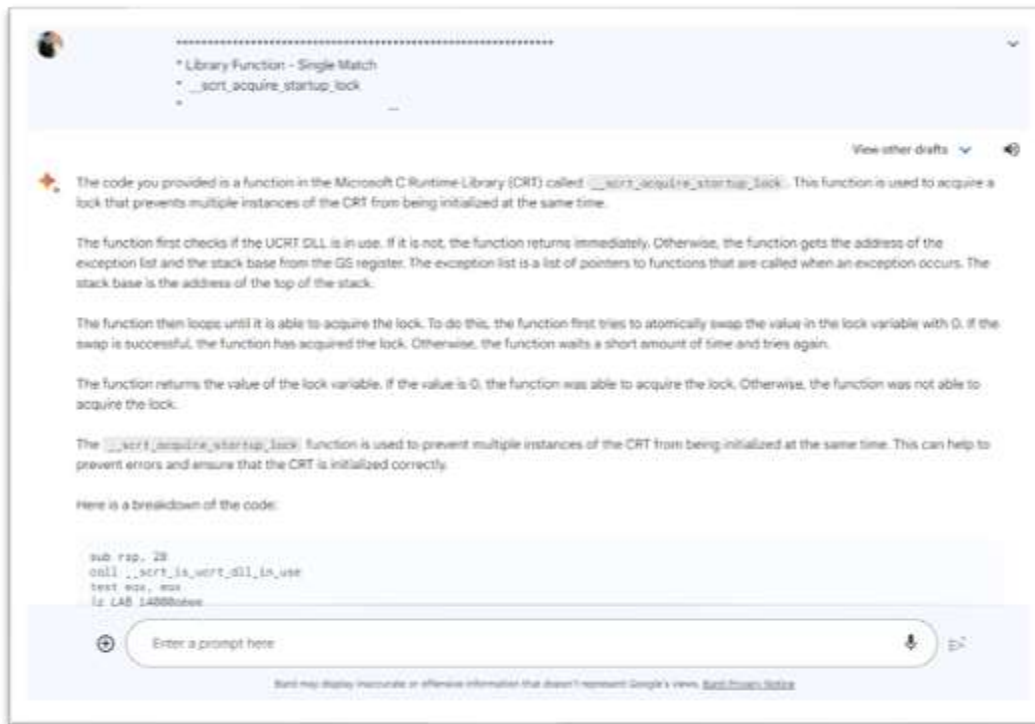 ************************************************************
* Library Function - Single Match
* __scrt_acquire_startup_lock
*
View other drafts
The code you provided is a function in the Microsoft C Runtime Library (CRT) called __scrt_acquire_startup_lock. This function is used to acquire a
lock that prevents multiple instances of the CRT from being initialized at the same time.
The function first checks if the UCRT DLL is in use. If it is not, the function returns immediately. Otherwise, the function gets the address of the
exception list and the stack base from the GS register. The exception list is a list of pointers to functions that are called when an exception occurs. The
stack base is the address of the top of the stack.
The function then loops until it is able to acquire the lock. To do this, the function first tries to atomically swap the value in the lock variable with 0. If the
swap is successful, the function has acquired the lock. Otherwise, the function waits a short amount of time and tries again.
The function returns the value of the lock variable. If the value is 0, the function was able to acquire the lock. Otherwise, the function was not able to
acquire the lock.
The __scrt_acquire_startup_lock function is used to prevent multiple instances of the CRT from being initialized at the same time. This can help to
prevent errors and ensure that the CRT is initialized correctly.
Here is a breakdown of the code:
sub rsp, 28
call __scrt_is_ucrt_dll_in_use
test eax, eax
Enter a prompt here
Bard may display inaccurate or offensive information that doesn't represent Google's views. Bard Privacy Notice